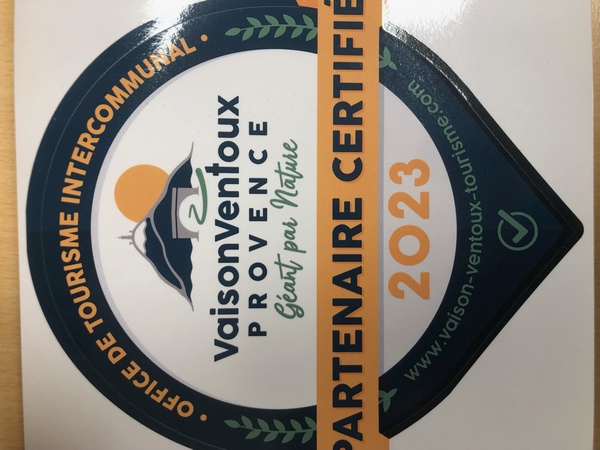 • OFFICE DE TOURISME INTERCOMMUNAL •
VaisonVentoux
PROVENCE
Géant par Nature
PARTENAIRE CERTIFIÉ
2023
www.vaison-ventoux-tourisme.com